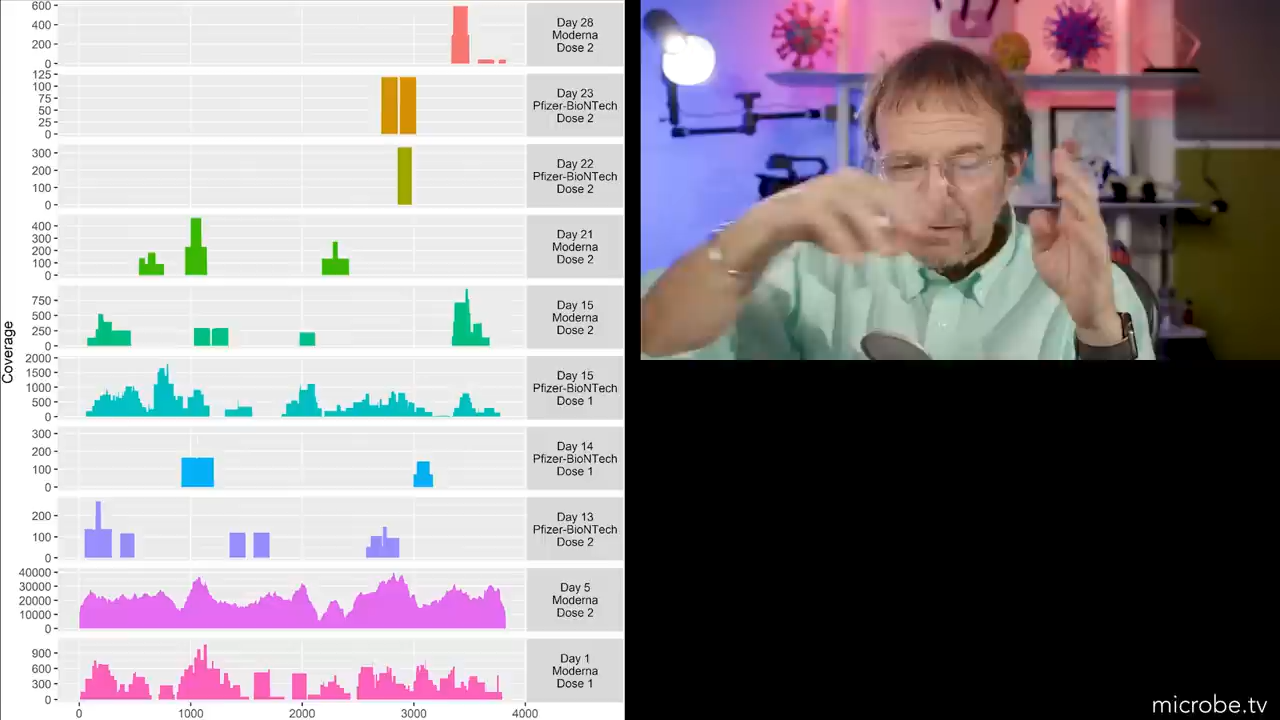 600
400
200
0
Day 28
Moderna
Dose 2
125
100
75
50
25
0
Day 23
Pfizer-BioNTech
Dose 2
300
200
100
0
Day 22
Pfizer-BioNTech
Dose 2
400
300
200
100
0
Day 21
Moderna
Dose 2
750
500
250
0
Day 15
Moderna
Dose 2
2000
1500
1000
500
0
Day 15
Pfizer-BioNTech
Dose 1
300
200
100
0
Day 14
Pfizer-BioNTech
Dose 1
200
100
0
Day 13
Pfizer-BioNTech
Dose 2
40000
30000
20000
10000
0
Day 5
Moderna
Dose 2
900
600
300
0
Day 1
Moderna
Dose 1
Coverage
0 1000 2000 3000 4000
microbe.tv